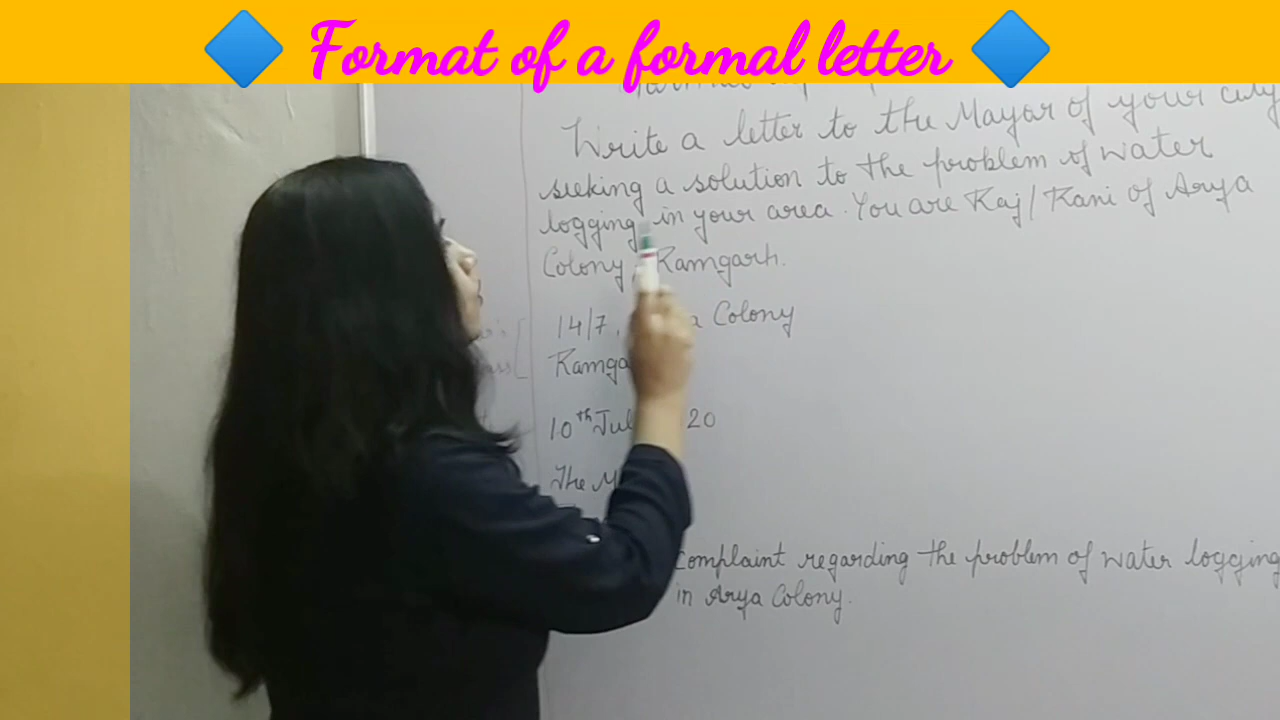 Format of a formal letter
Write a letter to the Mayor of your city
seeking a solution to the problem of water
logging in your area. You are Raj/Rani of Arya
Colony, Ramgarh.
14/7, Colony
10th 20
The
Complaint regarding the problem of water logging
in Arya Colony.